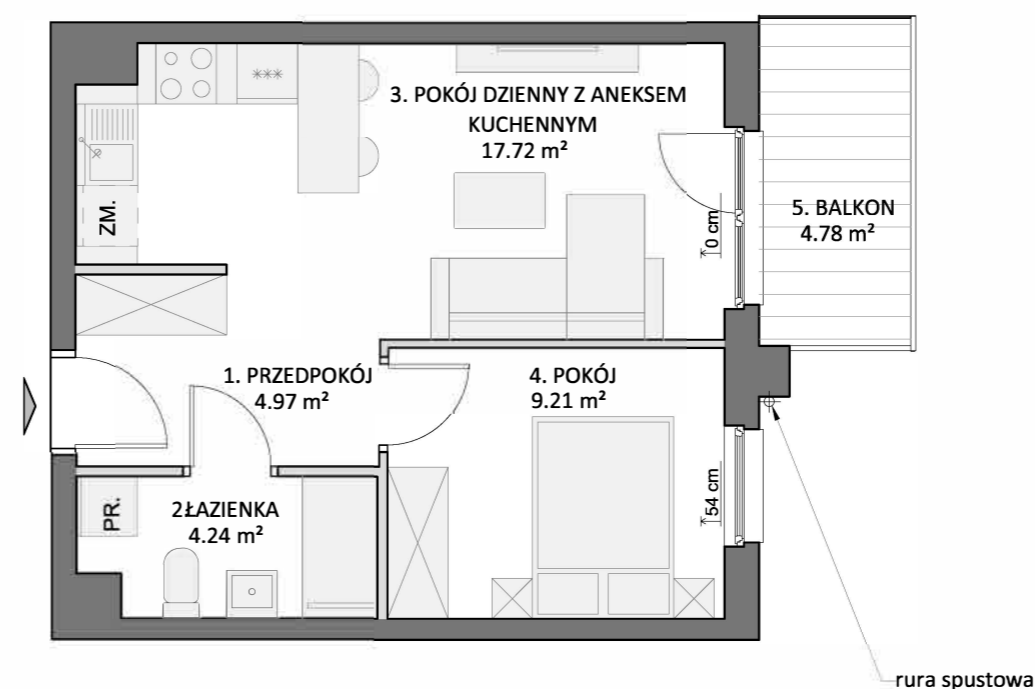 3. POKÓJ DZIENNY Z ANEKSEM
KUCHENNYM
17.72 m²
***
ZM.
0 cm
5. BALKON
4.78 m²
1. PRZEDPOKÓJ
4.97 m²
4. POKÓJ
9.21 m²
54 cm
PR.
2ŁAZIENKA
4.24 m²
rura spustowa